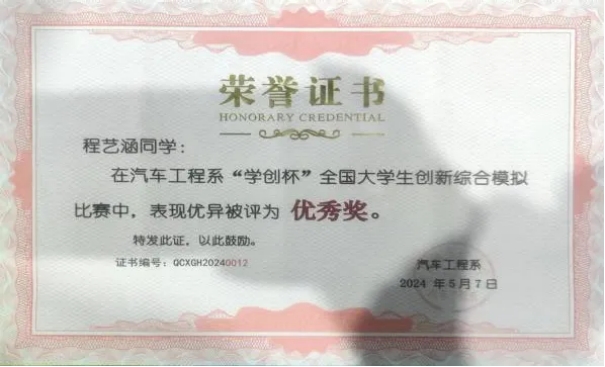 荣誉证书
HONORARY CREDENTIAL
程艺涵同学：
在汽车工程系“学创杯”全国大学生创新综合模拟
比赛中，表现优异被评为 优秀奖。
特发此证，以此鼓励。
证书编号：QCXGH20240012
汽车工程系
2024 年 5 月 7 日